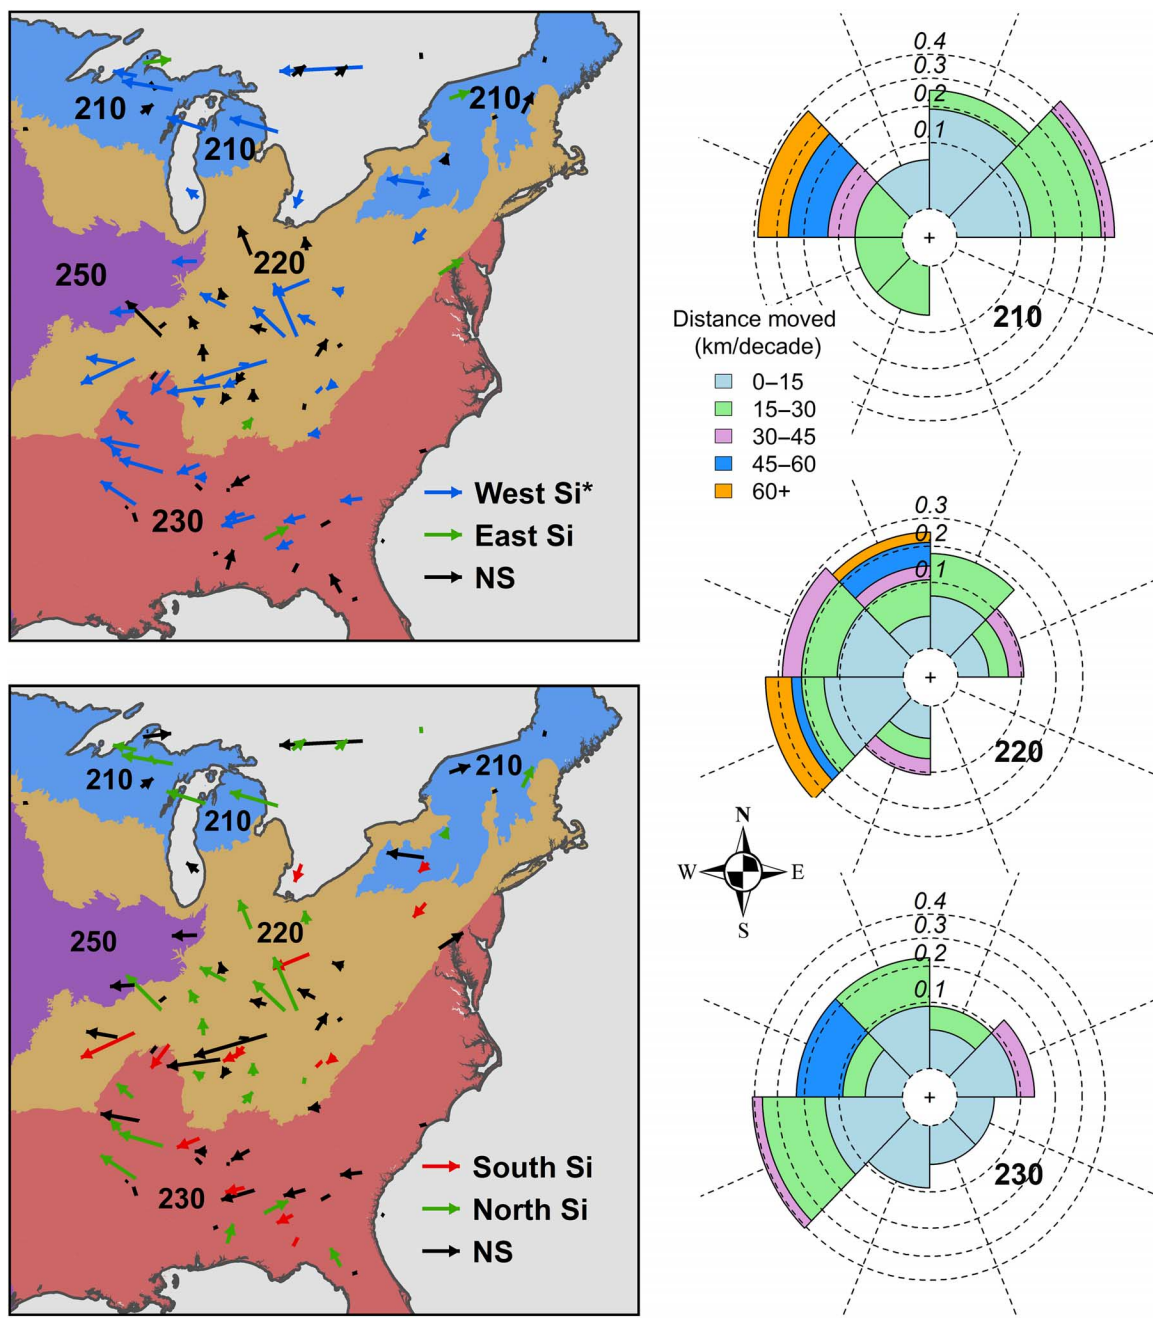 210
210
210
250
220
230
West Si*
East Si
NS
0.4
0.3
0.2
0.1
210
Distance moved
(km/decade)
0–15
15–30
30–45
45–60
60+
0.3
0.2
0.1
220
N
W E
S
210
210
210
250
220
230
South Si
North Si
NS
0.4
0.3
0.2
0.1
230